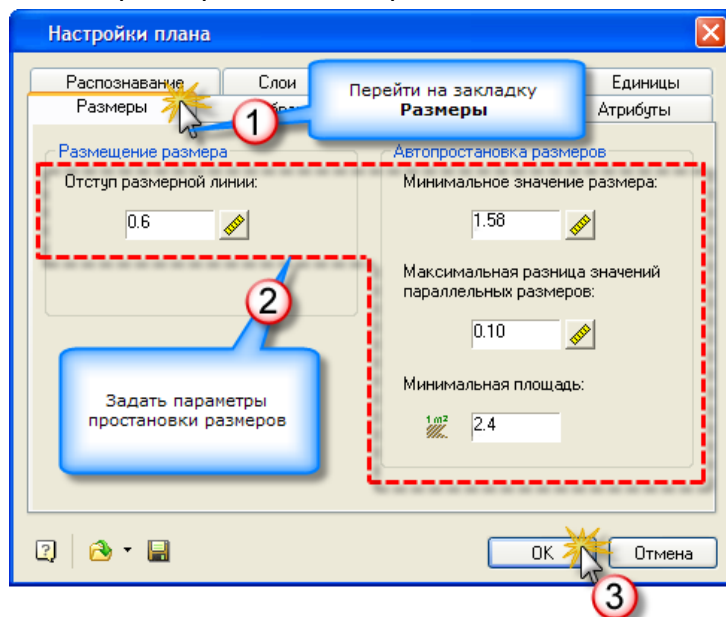 Настройки плана
Распознавание
Слои
Единицы
Размеры
Атрибуты
1
Перейти на закладку
Размеры
Размещение размера
Отступ размерной линии:
0.6
Автопростановка размеров
Минимальное значение размера:
1.58
Максимальная разница значений
параллельных размеров:
0.10
Минимальная площадь:
1 m²
2.4
2
Задать параметры
простановки размеров
?
OK
Отмена
3